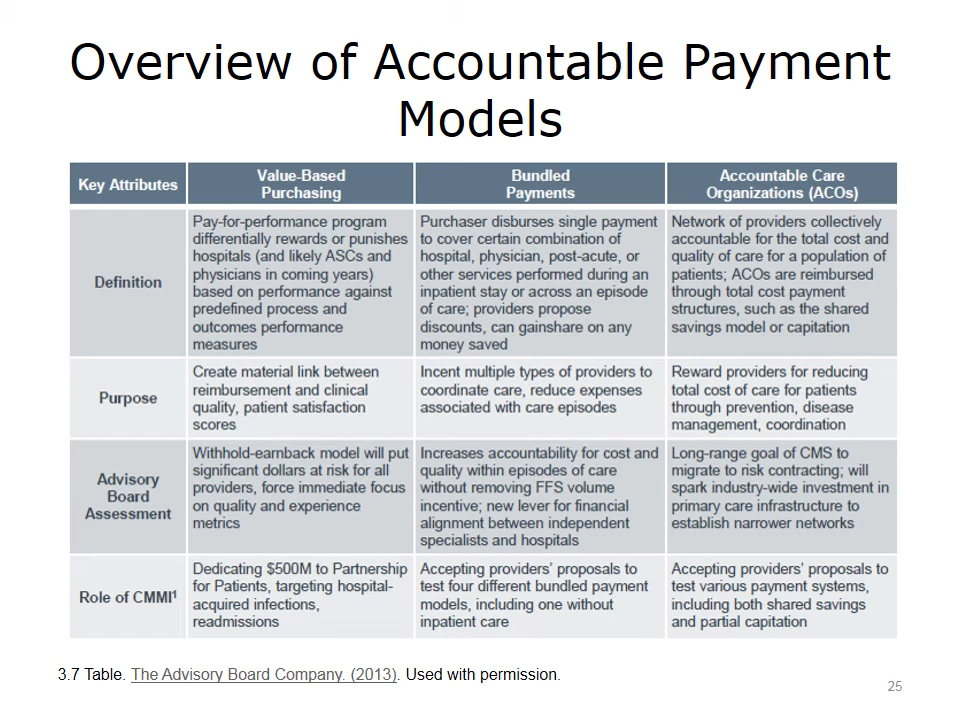 Overview of Accountable Payment
Models
Key Attributes
Value-Based
Purchasing
Bundled
Payments
Accountable Care
Organizations (ACOs)
Definition
Pay-for-performance program
differentially rewards or punishes
hospitals (and likely ASCs and
physicians in coming years)
based on performance against
predefined process and
outcomes performance
measures
Purchaser disburses single payment
to cover certain combination of
hospital, physician, post-acute, or
other services performed during an
inpatient stay or across an episode
of care; providers propose
discounts, can gainshare on any
money saved
Network of providers collectively
accountable for the total cost and
quality of care for a population of
patients; ACOs are reimbursed
through total cost payment
structures, such as the shared
savings model or capitation
Purpose
Create material link between
reimbursement and clinical
quality, patient satisfaction
scores
Incent multiple types of providers to
coordinate care, reduce expenses
associated with care episodes
Reward providers for reducing
total cost of care for patients
through prevention, disease
management, coordination
Advisory
Board
Assessment
Withhold-earnback model will put
significant dollars at risk for all
providers, force immediate focus
on quality and experience
metrics
Increases accountability for cost and
quality within episodes of care
without removing FFS volume
incentive; new lever for financial
alignment between independent
specialists and hospitals
Long-range goal of CMS to
migrate to risk contracting; will
spark industry-wide investment in
primary care infrastructure to
establish narrower networks
Role of CMMI¹
Dedicating $500M to Partnership
for Patients, targeting hospital-
acquired infections,
readmissions
Accepting providers' proposals to
test four different bundled payment
models, including one without
inpatient care
Accepting providers' proposals to
test various payment systems,
including both shared savings
and partial capitation
3.7 Table. The Advisory Board Company. (2013). Used with permission.
25